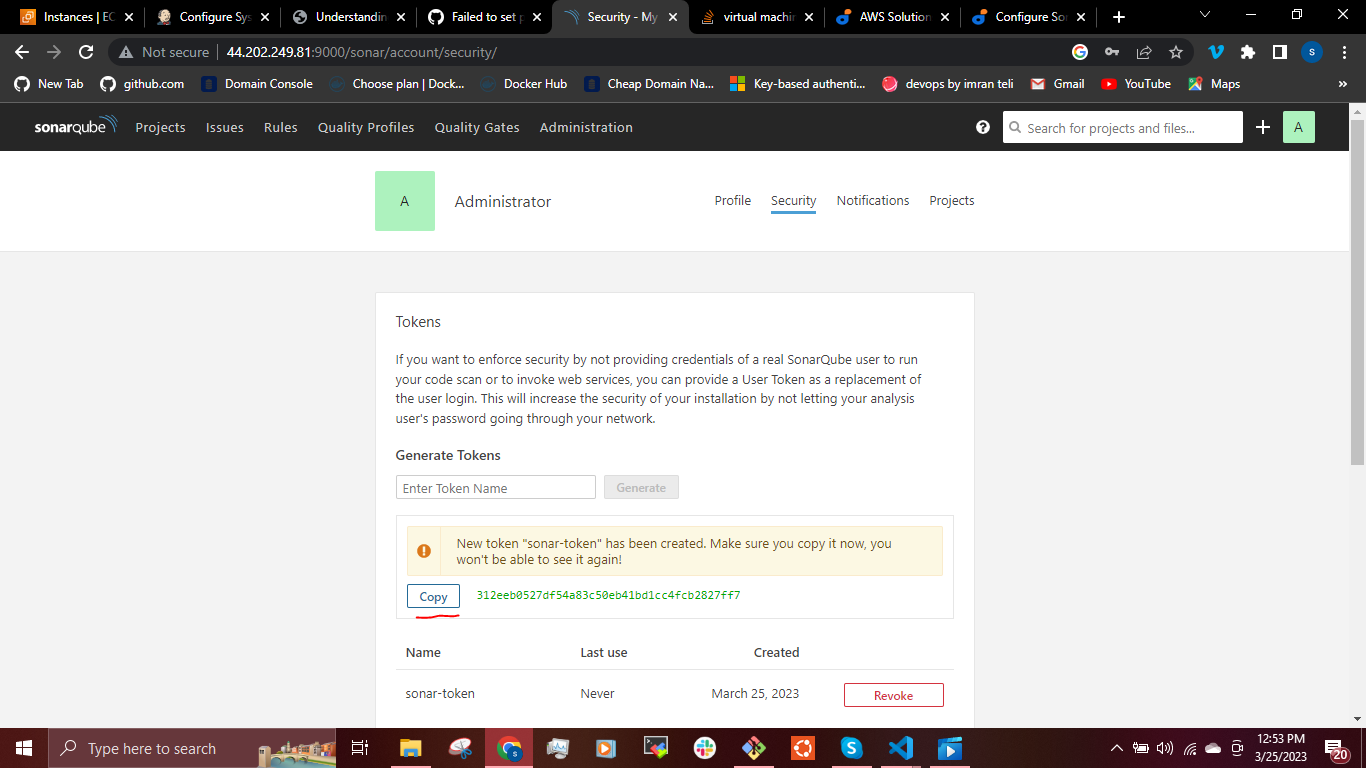 Instances | EC
Configure Sys
Understandin
Failed to set p
Security - My
virtual machin
AWS Solution
Configure Son
Not secure
44.202.249.81:9000/sonar/account/security/
s
New Tab
github.com
Domain Console
Choose plan | Dock...
Docker Hub
Cheap Domain Na...
Key-based authenti...
devops by imran teli
Gmail
YouTube
Maps
»
sonarqube
Projects
Issues
Rules
Quality Profiles
Quality Gates
Administration
Search for projects and files...
A
A
Administrator
Profile
Security
Notifications
Projects
Tokens
If you want to enforce security by not providing credentials of a real SonarQube user to run
your code scan or to invoke web services, you can provide a User Token as a replacement of
the user login. This will increase the security of your installation by not letting your analysis
user's password going through your network.
Generate Tokens
Enter Token Name
Generate
New token "sonar-token" has been created. Make sure you copy it now, you
won't be able to see it again!
Copy
312eeb0527df54a83c50eb41bd1cc4fcb2827ff7
Name
Last use
Created
sonar-token
Never
March 25, 2023
Revoke
Type here to search
12:53 PM
3/25/2023
20